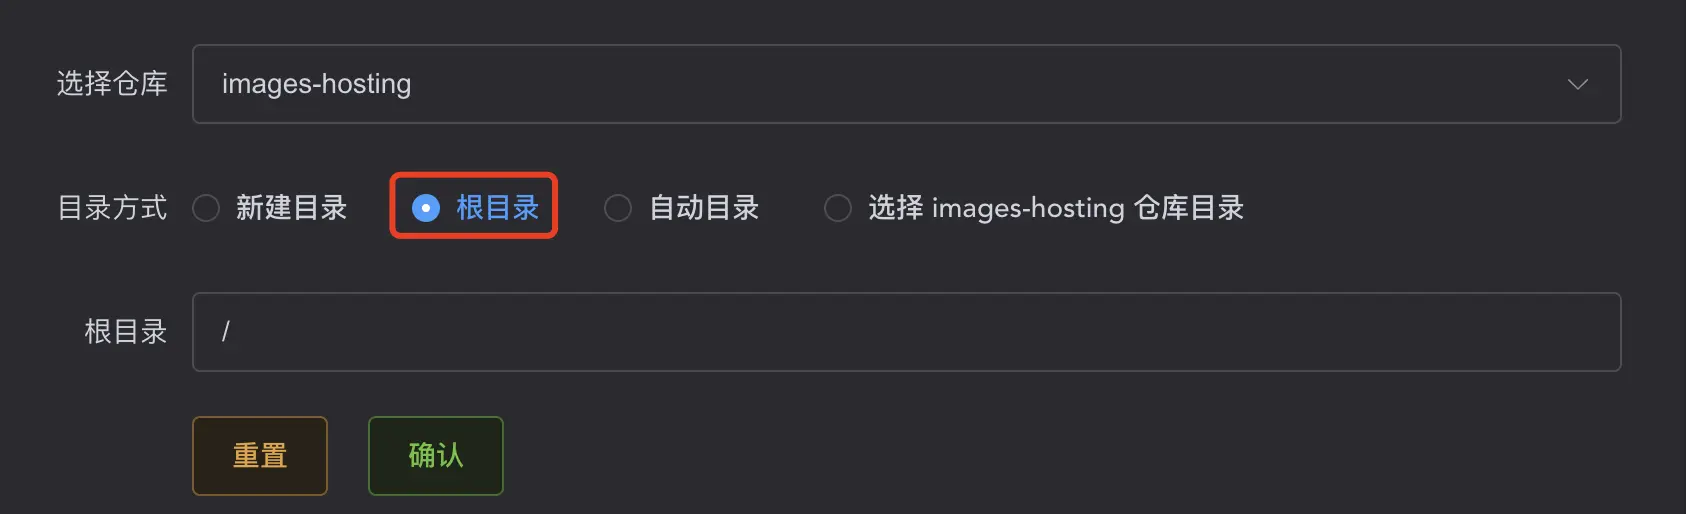 选择仓库 images-hosting
目录方式 新建目录 根目录 自动目录 选择 images-hosting 仓库目录
根目录 /
重置 确认